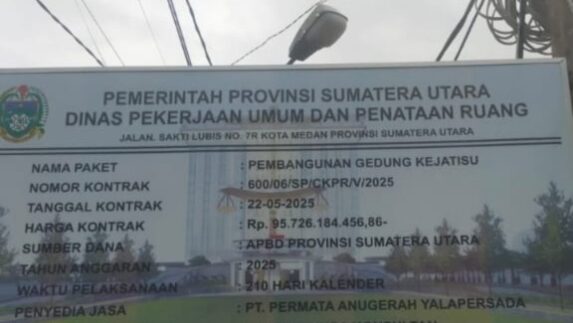 PEMERINTAH PROVINSI SUMATERA UTARA
DINAS PEKERJAAN UMUM DAN PENATAAN RUANG
JALAN. SAKTI LUBIS NO. 7R KOTA MEDAN PROVINSI SUMATERA UTARA
NAMA PAKET : PEMBANGUNAN GEDUNG KEJATISU
NOMOR KONTRAK : 600/06/SP/CKPR/V/2025
TANGGAL KONTRAK : 22-05-2025
HARGA KONTRAK : Rp. 95.726.184.456,86-
SUMBER DANA : APBD PROVINSI SUMATERA UTARA
TAHUN ANGGARAN : 2025
WAKTU PELAKSANAAN : 210 HARI KALENDER
PENYEDIA JASA : PT. PERMATA ANUGERAH YALAPERSADA